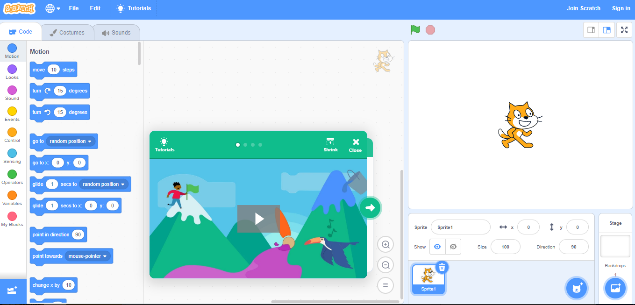 SCRATCH
File Edit Tutorials Join Scratch Sign in
Code Costumes Sounds
Motion
Looks
Sound
Events
Control
Sensing
Operators
Variables
My Blocks
Motion
move 10 steps
turn 15 degrees
turn 15 degrees
go to random position
go to x: 0 y: 0
glide 1 secs to random position
glide 1 secs to x: 0 y: 0
point in direction 90
point towards mouse-pointer
change x by 10
Tutorials Shrink Close
Sprite Sprite1 x 0 y 0
Show Size 100 Direction 90
Sprite1
Stage
Backdrops
1